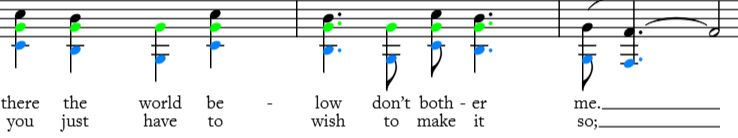 there the world be - low don't both - er me.
you just have to wish to make it so;